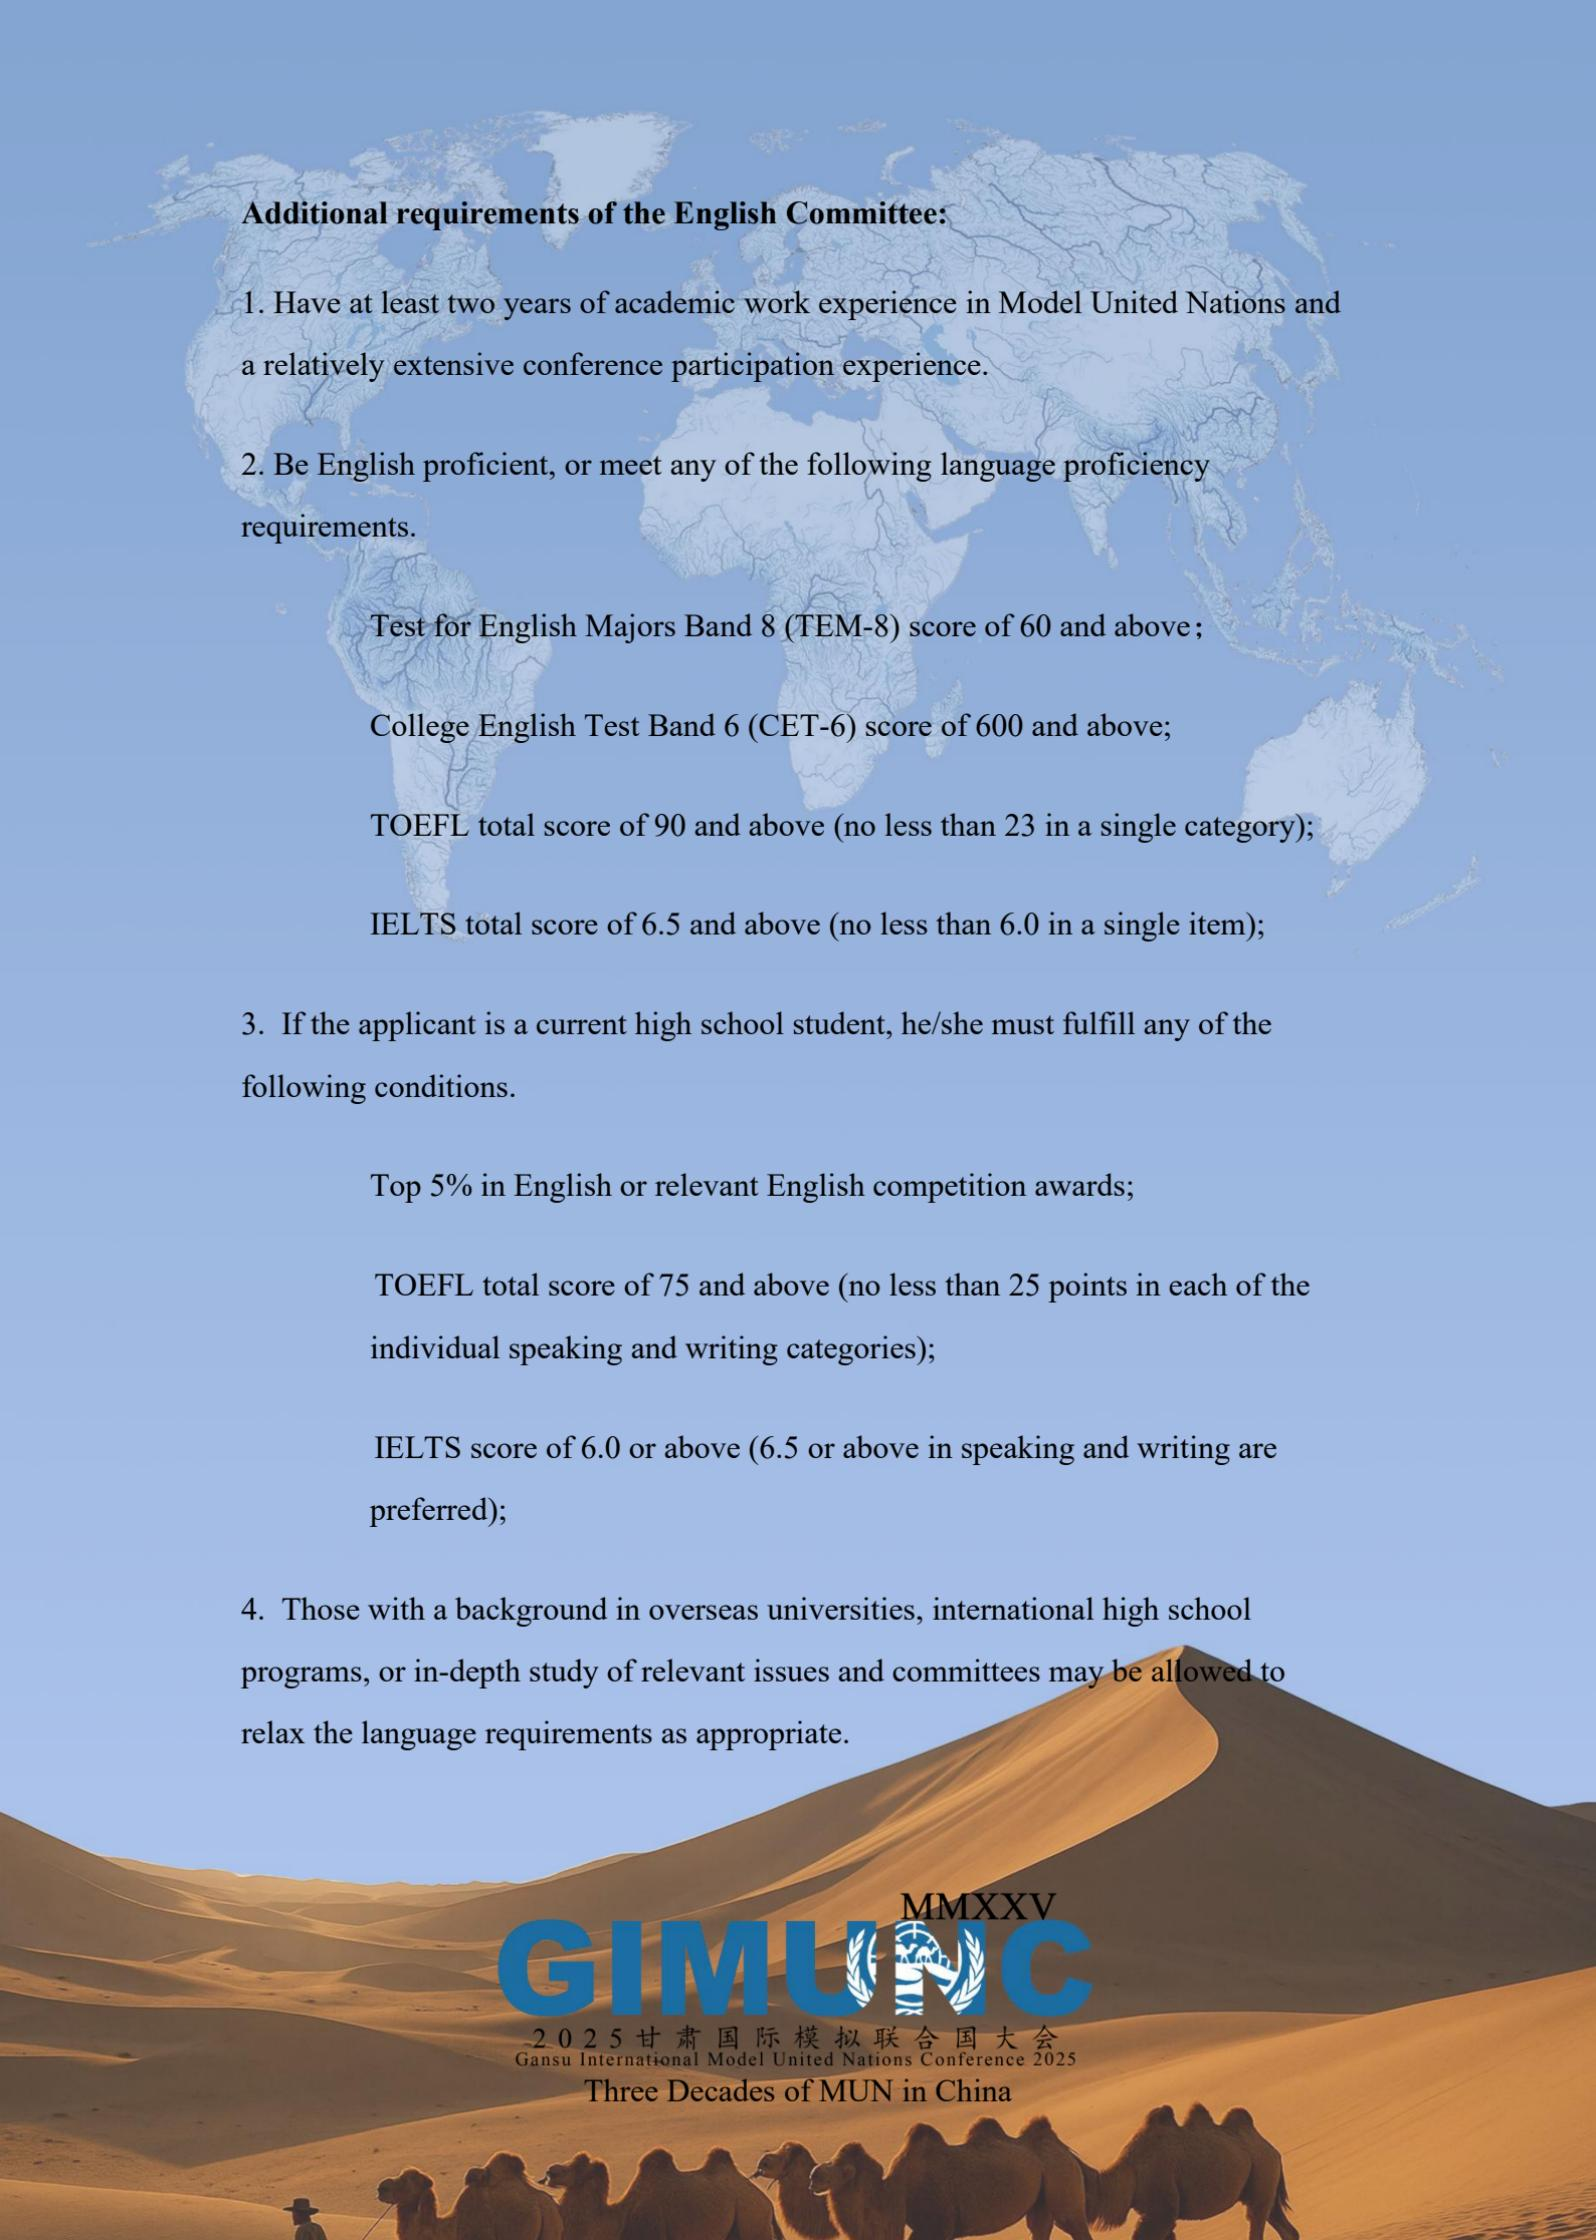 Additional requirements of the English Committee:
1. Have at least two years of academic work experience in Model United Nations and
a relatively extensive conference participation experience.
2. Be English proficient, or meet any of the following language proficiency
requirements.
Test for English Majors Band 8 (TEM-8) score of 60 and above；
College English Test Band 6 (CET-6) score of 600 and above;
TOEFL total score of 90 and above (no less than 23 in a single category);
IELTS total score of 6.5 and above (no less than 6.0 in a single item);
3. If the applicant is a current high school student, he/she must fulfill any of the
following conditions.
Top 5% in English or relevant English competition awards;
TOEFL total score of 75 and above (no less than 25 points in each of the
individual speaking and writing categories);
IELTS score of 6.0 or above (6.5 or above in speaking and writing are
preferred);
4. Those with a background in overseas universities, international high school
programs, or in-depth study of relevant issues and committees may be allowed to
relax the language requirements as appropriate.
MMXXV
GIMUNC
2025甘肃国际模拟联合国大会
Gansu International Model United Nations Conference 2025
Three Decades of MUN in China